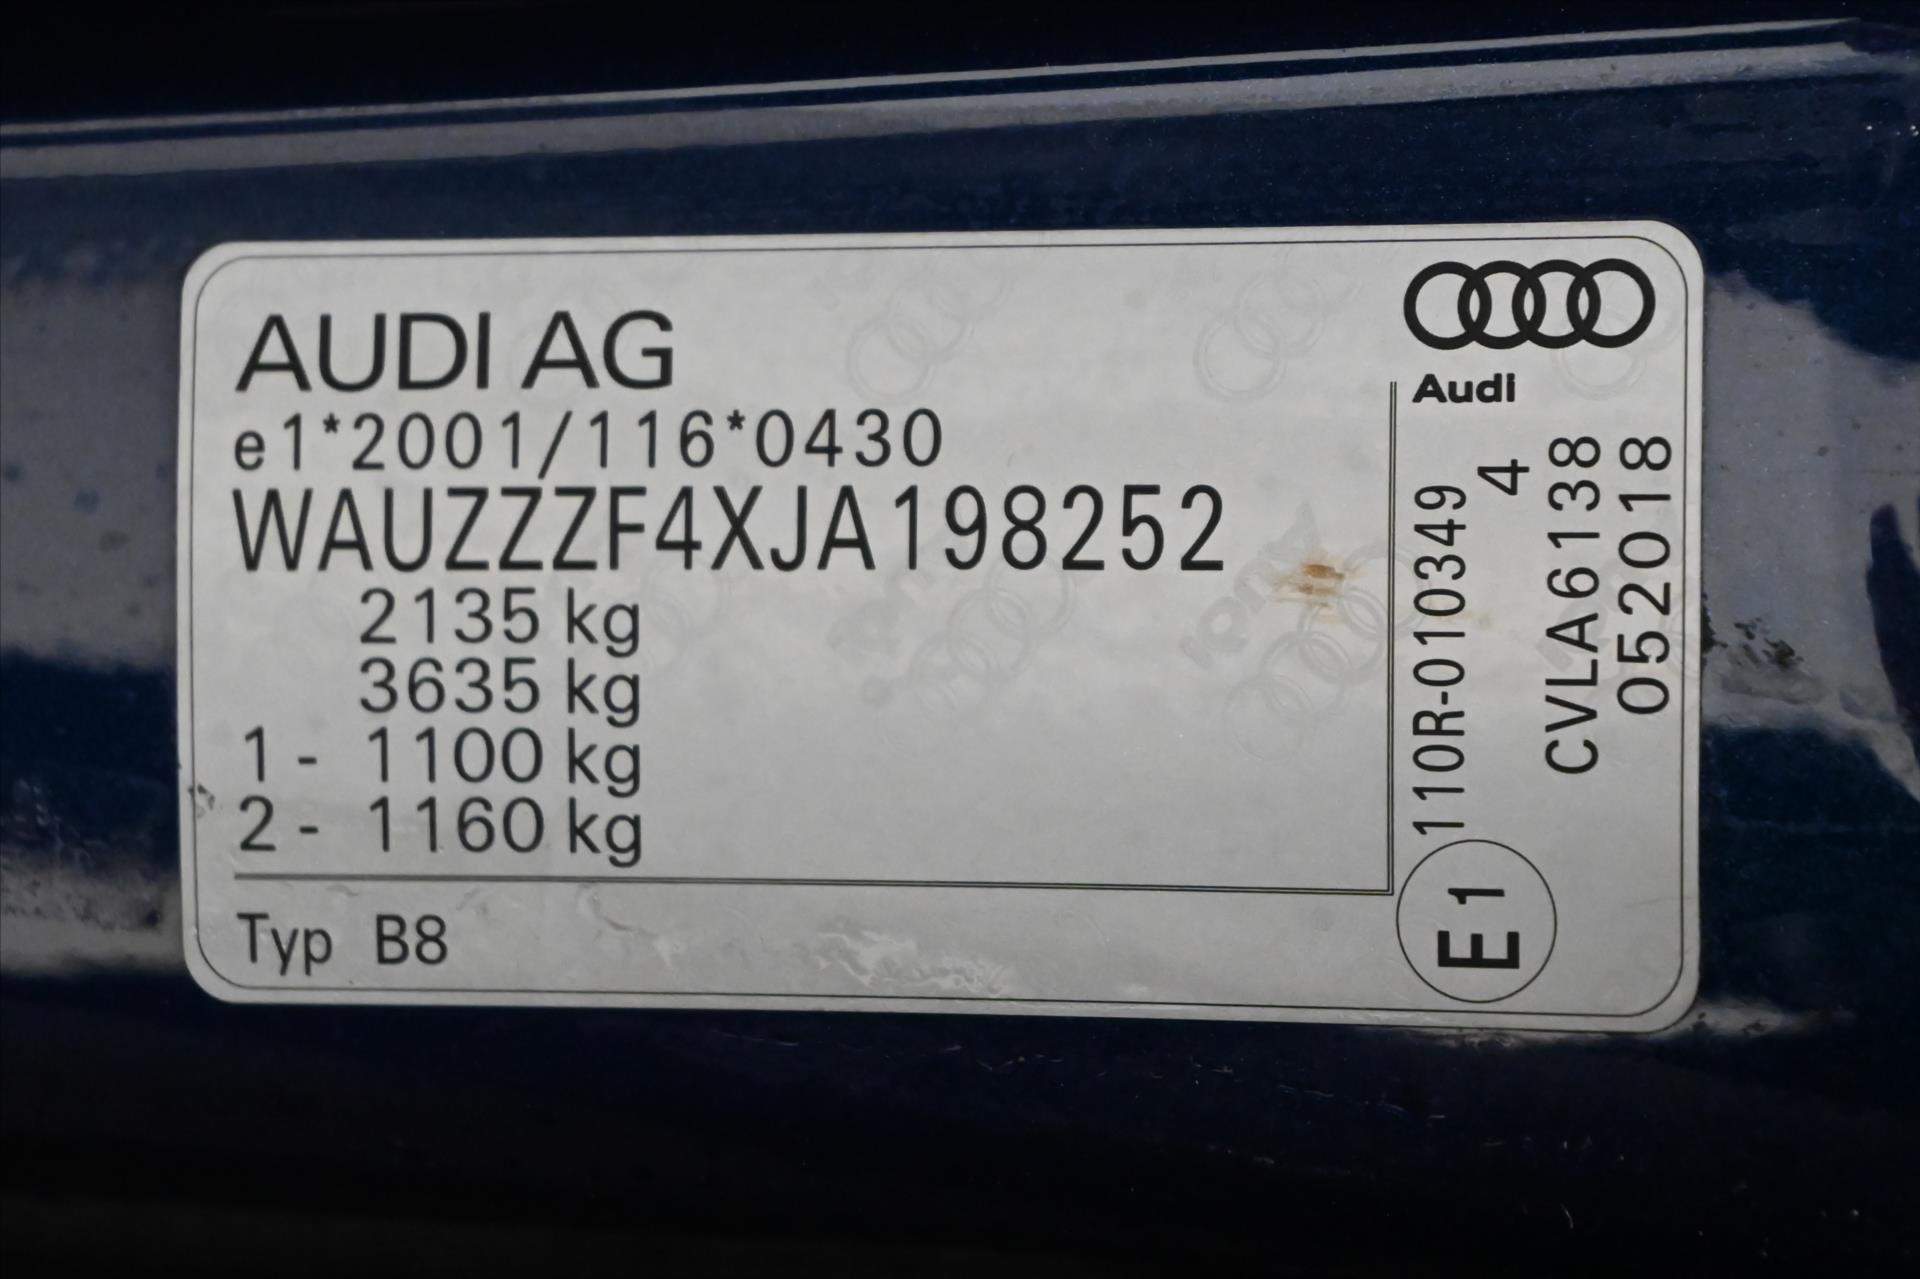 AUDI AG
e1*2001/116*0430
WAUZZZF4XJA198252
2135 kg
3635 kg
1 - 1100 kg
2 - 1160 kg
Typ B8
Audi
110R-010349
4
CVLA6138
052018
E1